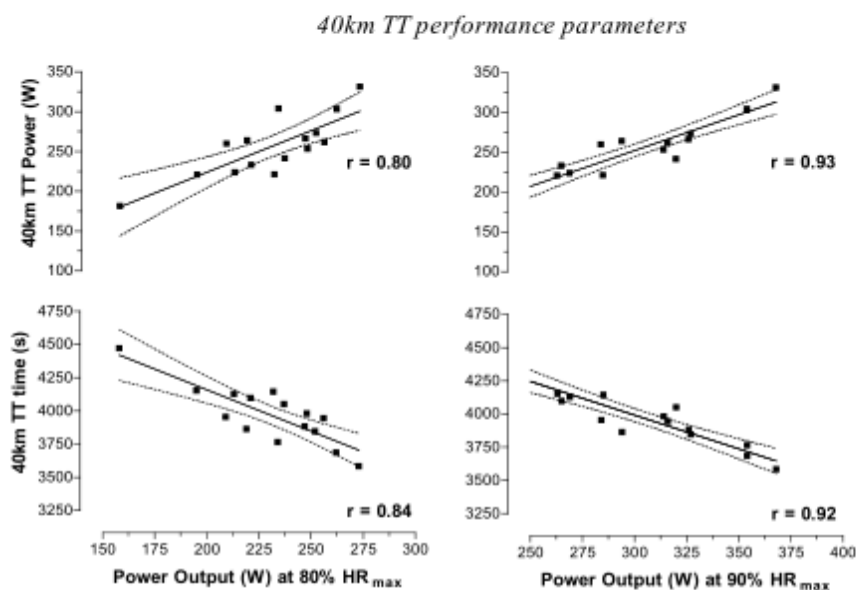 40km TT performance parameters
40km TT Power (W)
350
300
250
200
150
100
r = 0.80
350
300
250
200
150
100
r = 0.93
40km TT time (s)
4750
4500
4250
4000
3750
3500
3250
r = 0.84
150 175 200 225 250 275 300
Power Output (W) at 80% HRmax
4750
4500
4250
4000
3750
3500
3250
r = 0.92
250 275 300 325 350 375 400
Power Output (W) at 90% HRmax